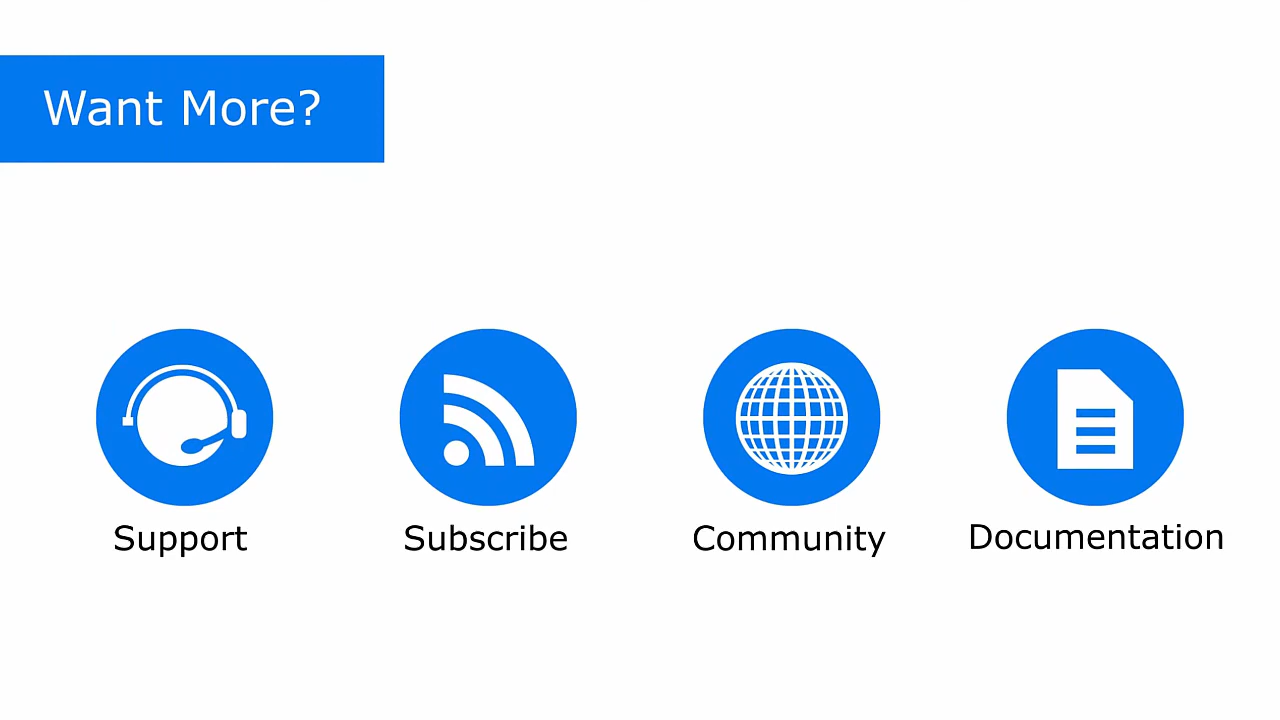 Want More?
Support
Subscribe
Community
Documentation